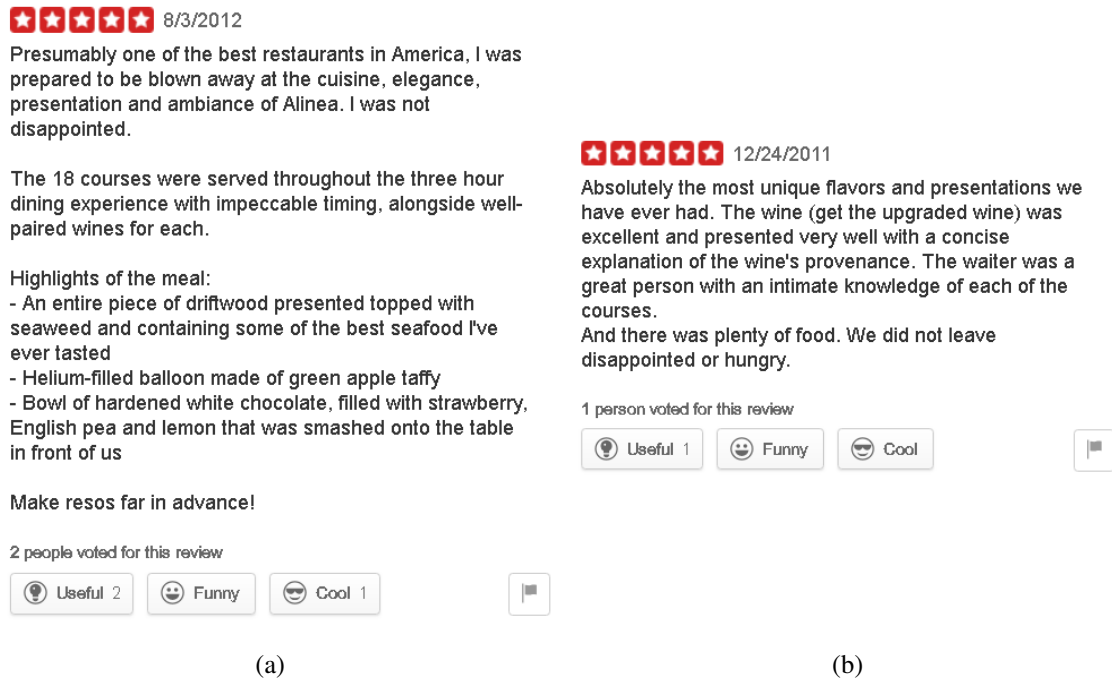 8/3/2012
Presumably one of the best restaurants in America, I was
prepared to be blown away at the cuisine, elegance,
presentation and ambiance of Alinea. I was not
disappointed.
The 18 courses were served throughout the three hour
dining experience with impeccable timing, alongside well-
paired wines for each.
Highlights of the meal:
- An entire piece of driftwood presented topped with
seaweed and containing some of the best seafood I've
ever tasted
- Helium-filled balloon made of green apple taffy
- Bowl of hardened white chocolate, filled with strawberry,
English pea and lemon that was smashed onto the table
in front of us
Make resos far in advance!
2 people voted for this review
Useful 2 Funny Cool 1
(a)
12/24/2011
Absolutely the most unique flavors and presentations we
have ever had. The wine (get the upgraded wine) was
excellent and presented very well with a concise
explanation of the wine's provenance. The waiter was a
great person with an intimate knowledge of each of the
courses.
And there was plenty of food. We did not leave
disappointed or hungry.
1 person voted for this review
Useful 1 Funny Cool
(b)